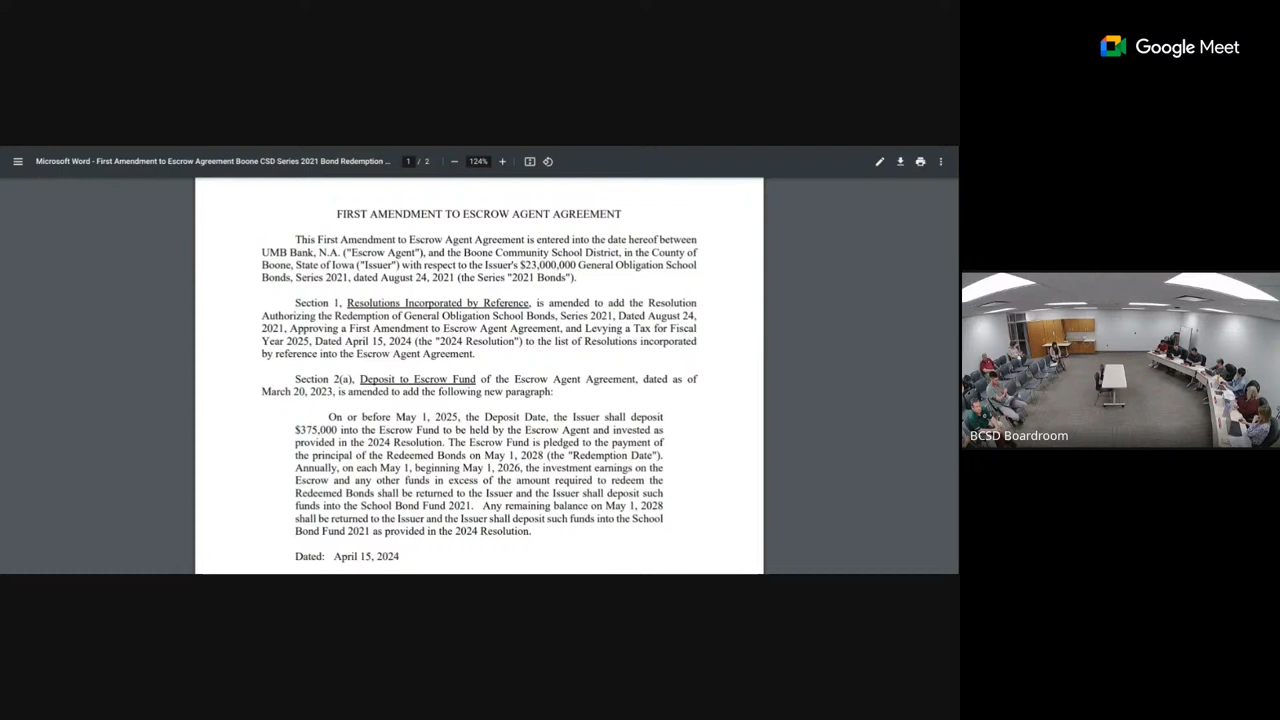 Google Meet
Microsoft Word - First Amendment to Escrow Agreement Boone CSD Series 2021 Bond Redemption ...
1 / 2
124%
FIRST AMENDMENT TO ESCROW AGENT AGREEMENT
This First Amendment to Escrow Agent Agreement is entered into the date hereof between
UMB Bank, N.A. ("Escrow Agent"), and the Boone Community School District, in the County of
Boone, State of Iowa ("Issuer") with respect to the Issuer's $23,000,000 General Obligation School
Bonds, Series 2021, dated August 24, 2021 (the Series "2021 Bonds").
Section 1, Resolutions Incorporated by Reference, is amended to add the Resolution
Authorizing the Redemption of General Obligation School Bonds, Series 2021, Dated August 24,
2021, Approving a First Amendment to Escrow Agent Agreement, and Levying a Tax for Fiscal
Year 2025, Dated April 15, 2024 (the "2024 Resolution") to the list of Resolutions incorporated
by reference into the Escrow Agent Agreement.
Section 2(a), Deposit to Escrow Fund of the Escrow Agent Agreement, dated as of
March 20, 2023, is amended to add the following new paragraph:
On or before May 1, 2025, the Deposit Date, the Issuer shall deposit
$375,000 into the Escrow Fund to be held by the Escrow Agent and invested as
provided in the 2024 Resolution. The Escrow Fund is pledged to the payment of
the principal of the Redeemed Bonds on May 1, 2028 (the "Redemption Date").
Annually, on each May 1, beginning May 1, 2026, the investment earnings on the
Escrow and any other funds in excess of the amount required to redeem the
Redeemed Bonds shall be returned to the Issuer and the Issuer shall deposit such
funds into the School Bond Fund 2021. Any remaining balance on May 1, 2028
shall be returned to the Issuer and the Issuer shall deposit such funds into the School
Bond Fund 2021 as provided in the 2024 Resolution.
Dated: April 15, 2024
BCSD Boardroom